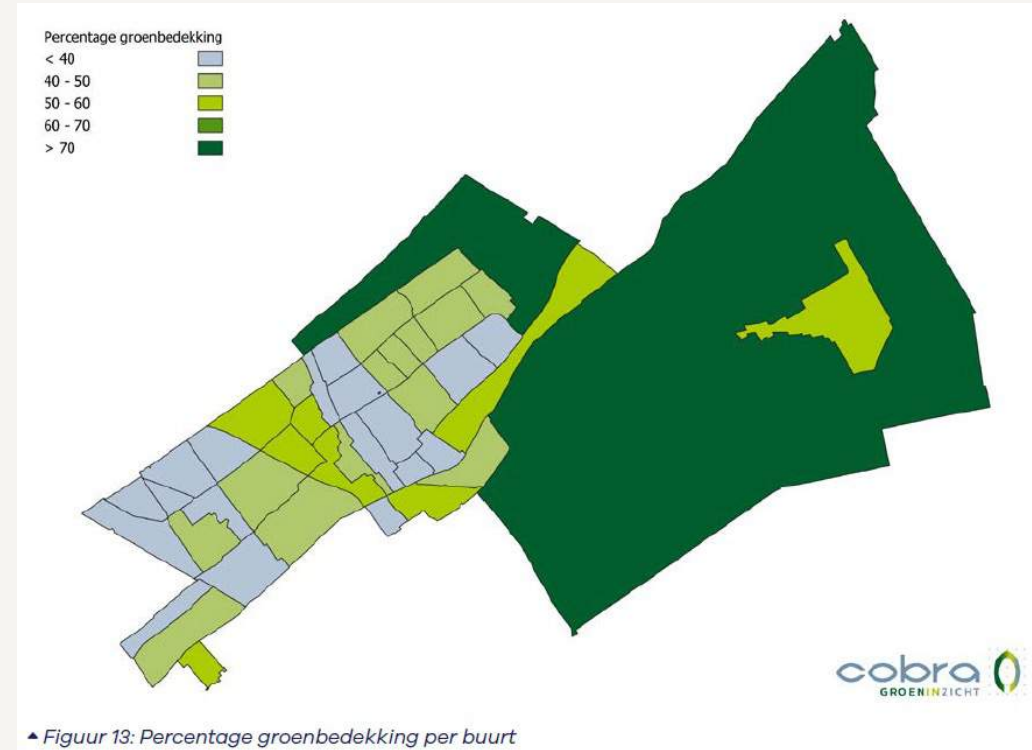 Percentage groenbedekking
< 40
40 - 50
50 - 60
60 - 70
> 70
cobra
GROENINZICHT
▲ Figuur 13: Percentage groenbedekking per buurt